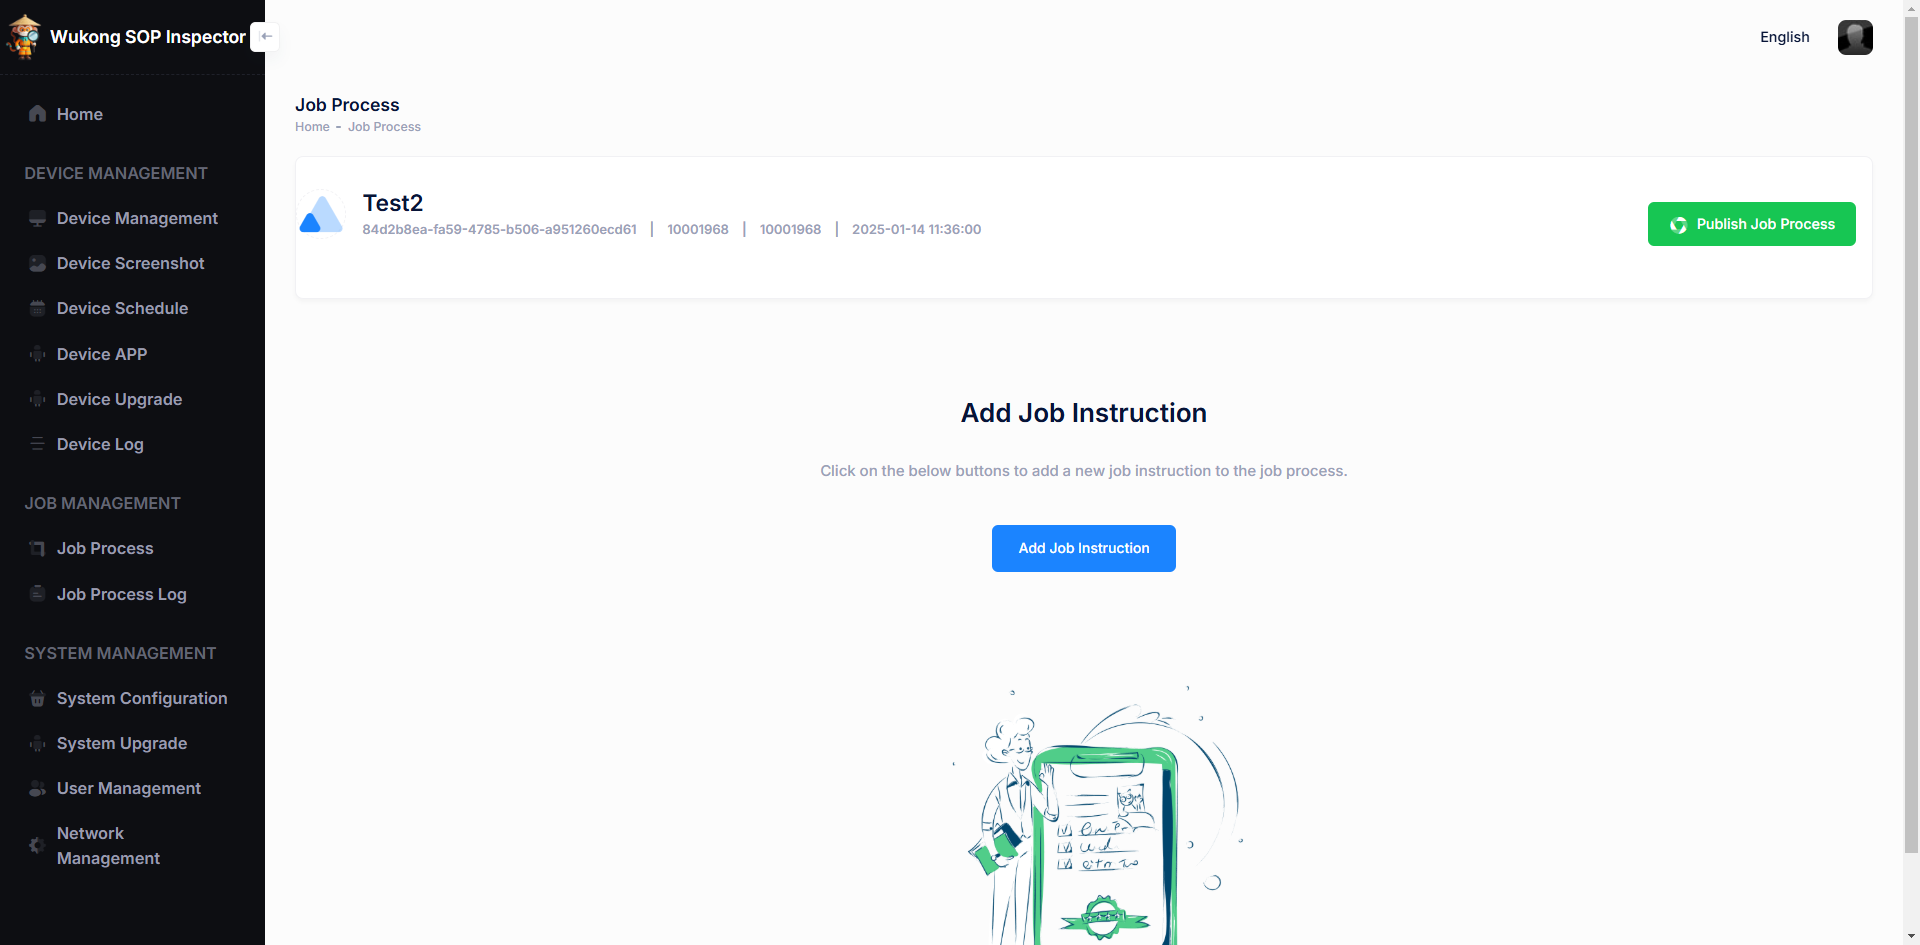 Wukong SOP Inspector
English
Home
DEVICE MANAGEMENT
Device Management
Device Screenshot
Device Schedule
Device APP
Device Upgrade
Device Log
JOB MANAGEMENT
Job Process
Job Process Log
SYSTEM MANAGEMENT
System Configuration
System Upgrade
User Management
Network
Management
Job Process
Home - Job Process
Test2
84d2b8ea-fa59-4785-b506-a951260ecd61 | 10001968 | 10001968 | 2025-01-14 11:36:00
Publish Job Process
Add Job Instruction
Click on the below buttons to add a new job instruction to the job process.
Add Job Instruction